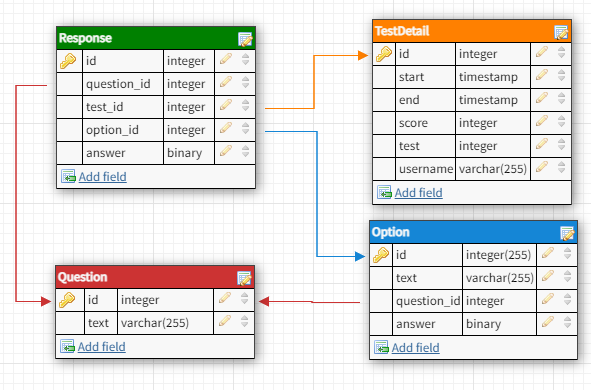 Response
id integer
question_id integer
test_id integer
option_id integer
answer binary
Add field
TestDetail
id integer
start timestamp
end timestamp
score integer
test integer
username varchar(255)
Add field
Question
id integer
text varchar(255)
Add field
Option
id integer(255)
text varchar(255)
question_id integer
answer binary
Add field